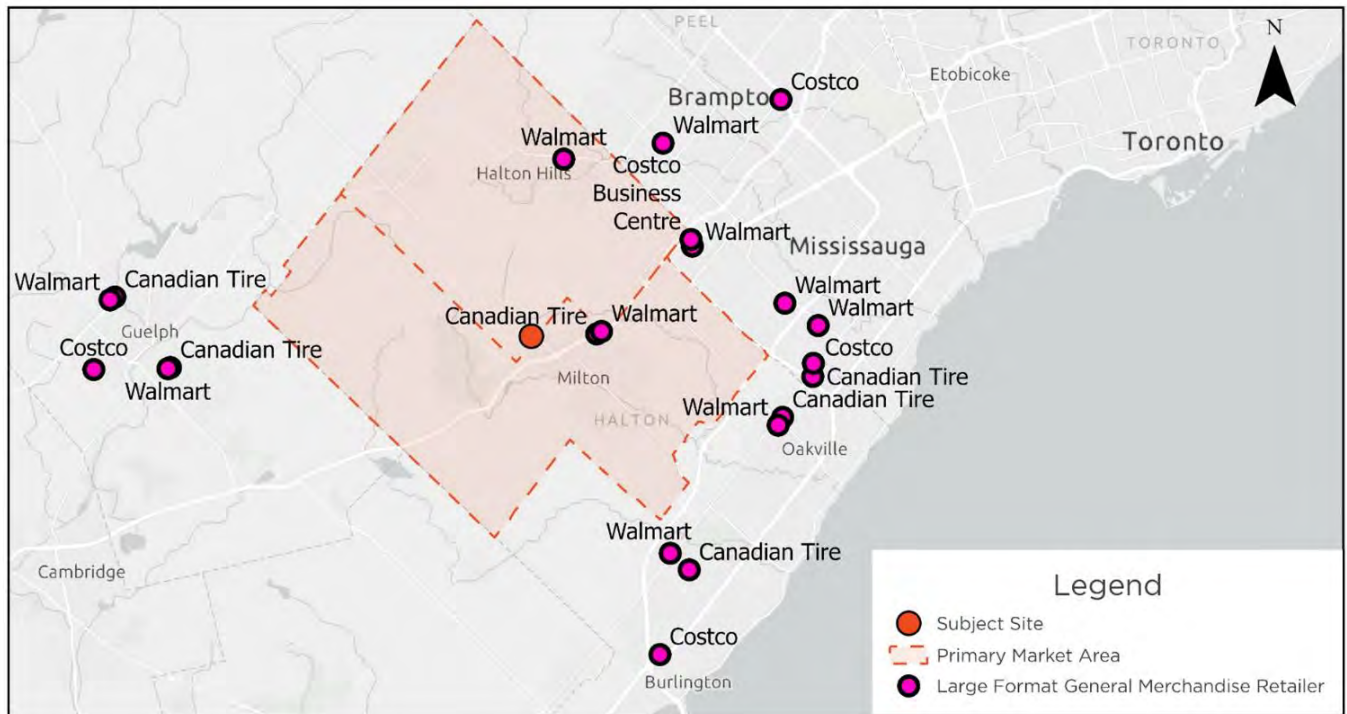 PEEL
TORONTO
N
Etobicoke
Costco
Brampto
Toronto
Walmart
Walmart
Halton Hills
Costco
Business
Centre
Walmart
Mississauga
Walmart
Canadian Tire
Walmart
Walmart
Guelph
Canadian Tire
Walmart
Costco
Canadian Tire
Costco
Walmart
Milton
Canadian Tire
Canadian Tire
Walmart
HALTON
Oakville
Walmart
Canadian Tire
Cambridge
Costco
Burlington
Legend
Subject Site
Primary Market Area
Large Format General Merchandise Retailer